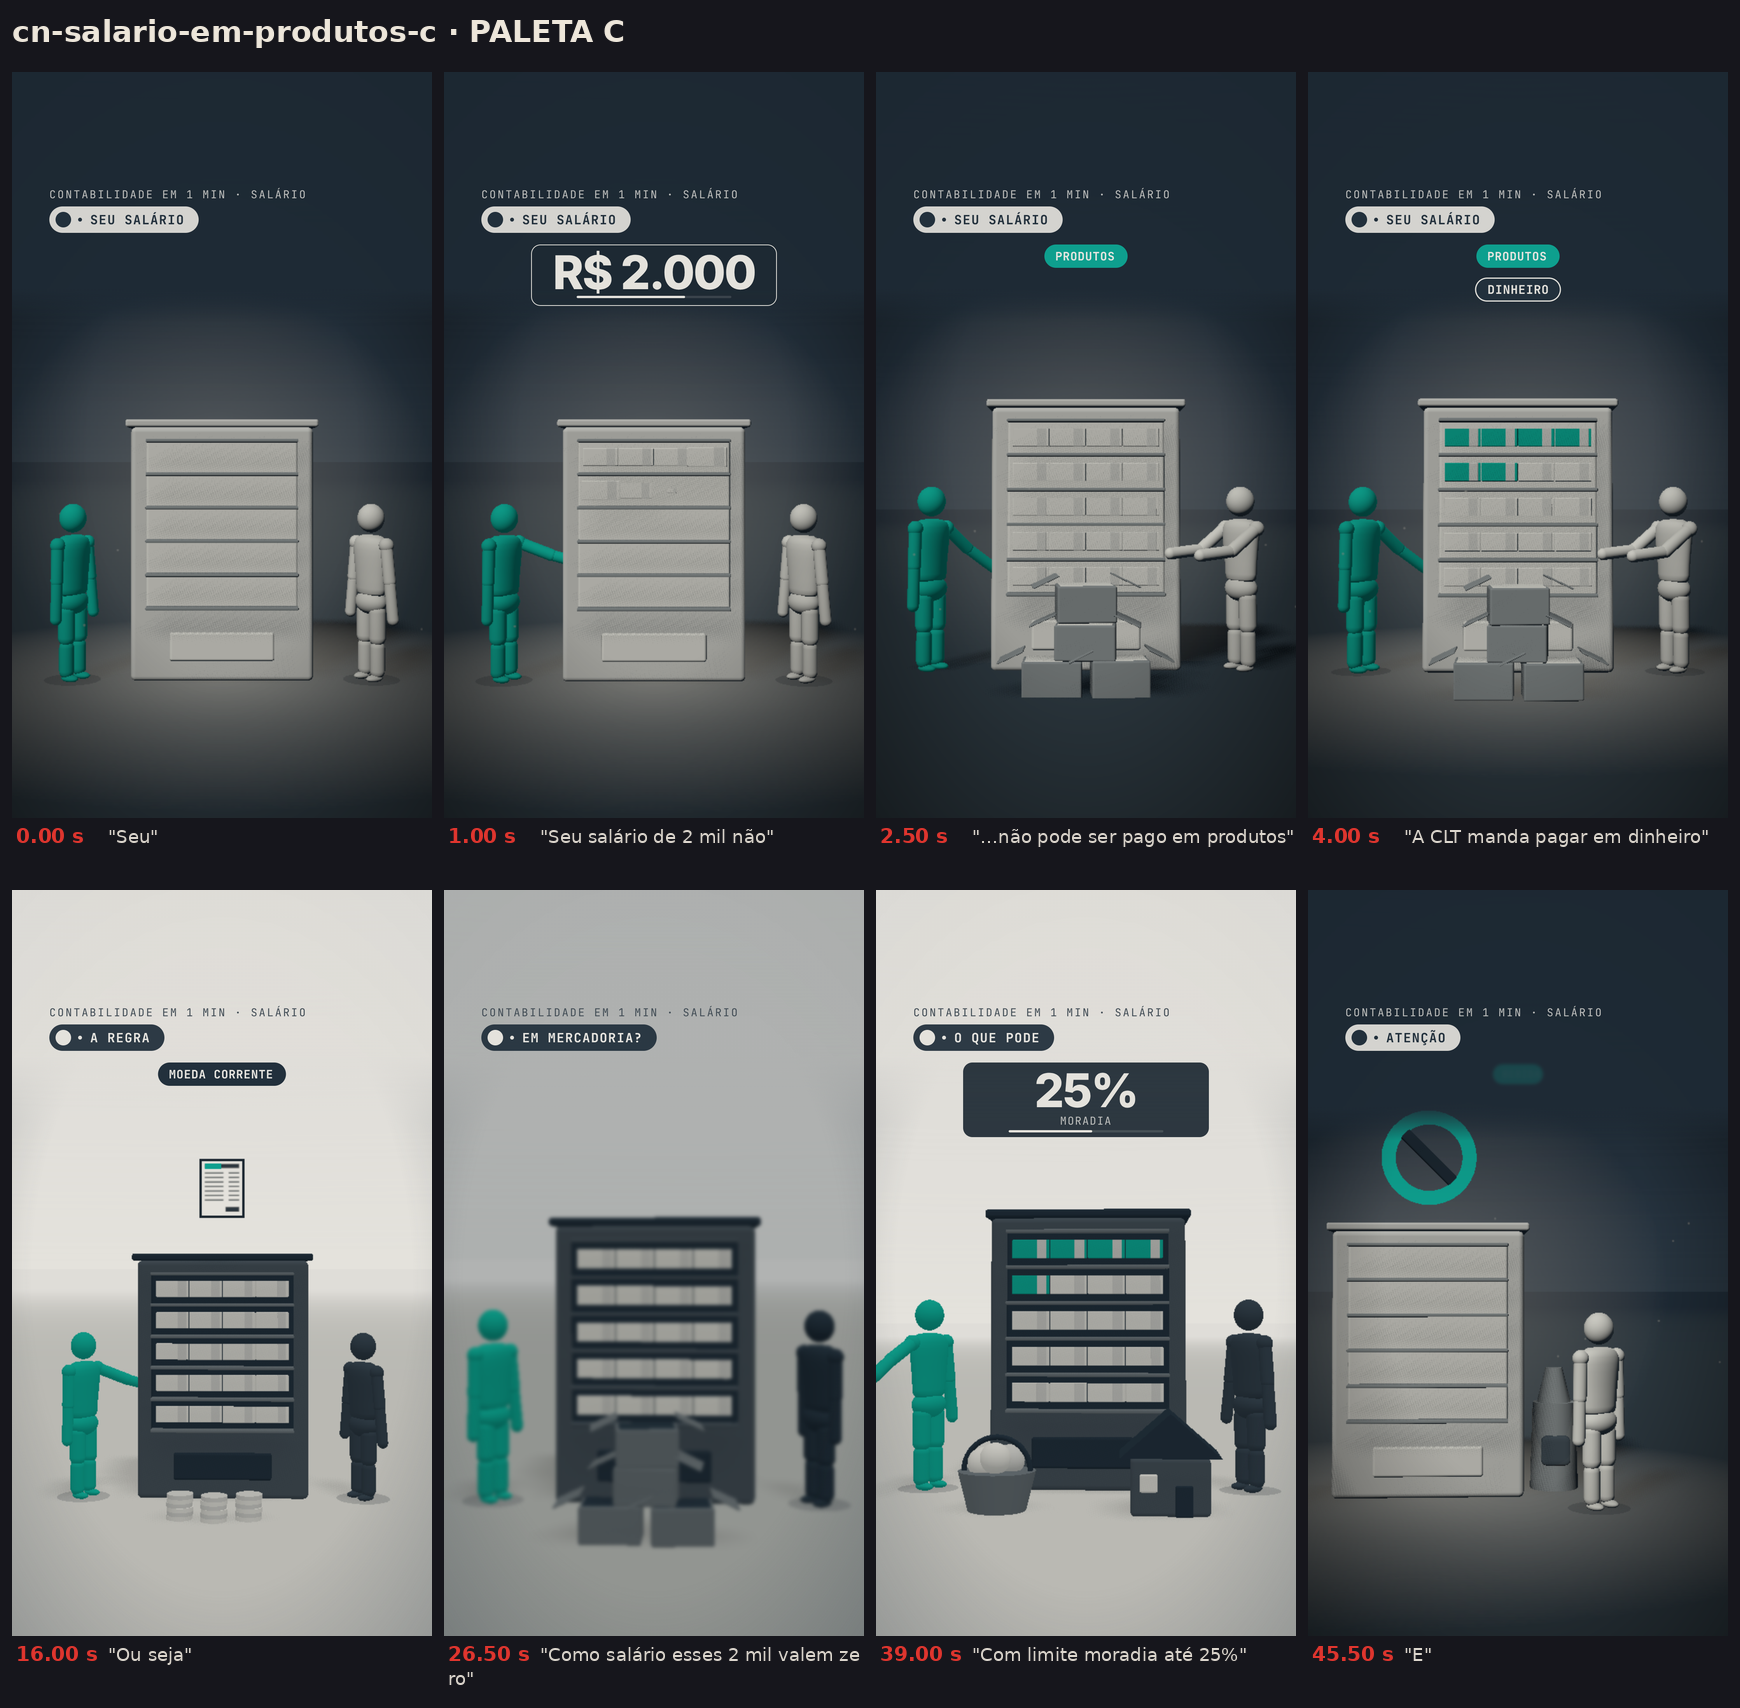 cn-salario-em-produtos-c · PALETA C
CONTABILIDADE EM 1 MIN · SALÁRIO
• SEU SALÁRIO
0.00 s "Seu"
CONTABILIDADE EM 1 MIN · SALÁRIO
• SEU SALÁRIO
R$ 2.000
1.00 s "Seu salário de 2 mil não"
CONTABILIDADE EM 1 MIN · SALÁRIO
• SEU SALÁRIO
PRODUTOS
2.50 s "...não pode ser pago em produtos"
CONTABILIDADE EM 1 MIN · SALÁRIO
• SEU SALÁRIO
PRODUTOS
DINHEIRO
4.00 s "A CLT manda pagar em dinheiro"
CONTABILIDADE EM 1 MIN · SALÁRIO
• A REGRA
MOEDA CORRENTE
16.00 s "Ou seja"
CONTABILIDADE EM 1 MIN · SALÁRIO
• EM MERCADORIA?
26.50 s "Como salário esses 2 mil valem ze
ro"
CONTABILIDADE EM 1 MIN · SALÁRIO
• O QUE PODE
25%
MORADIA
39.00 s "Com limite moradia até 25%"
CONTABILIDADE EM 1 MIN · SALÁRIO
• ATENÇÃO
45.50 s "E"